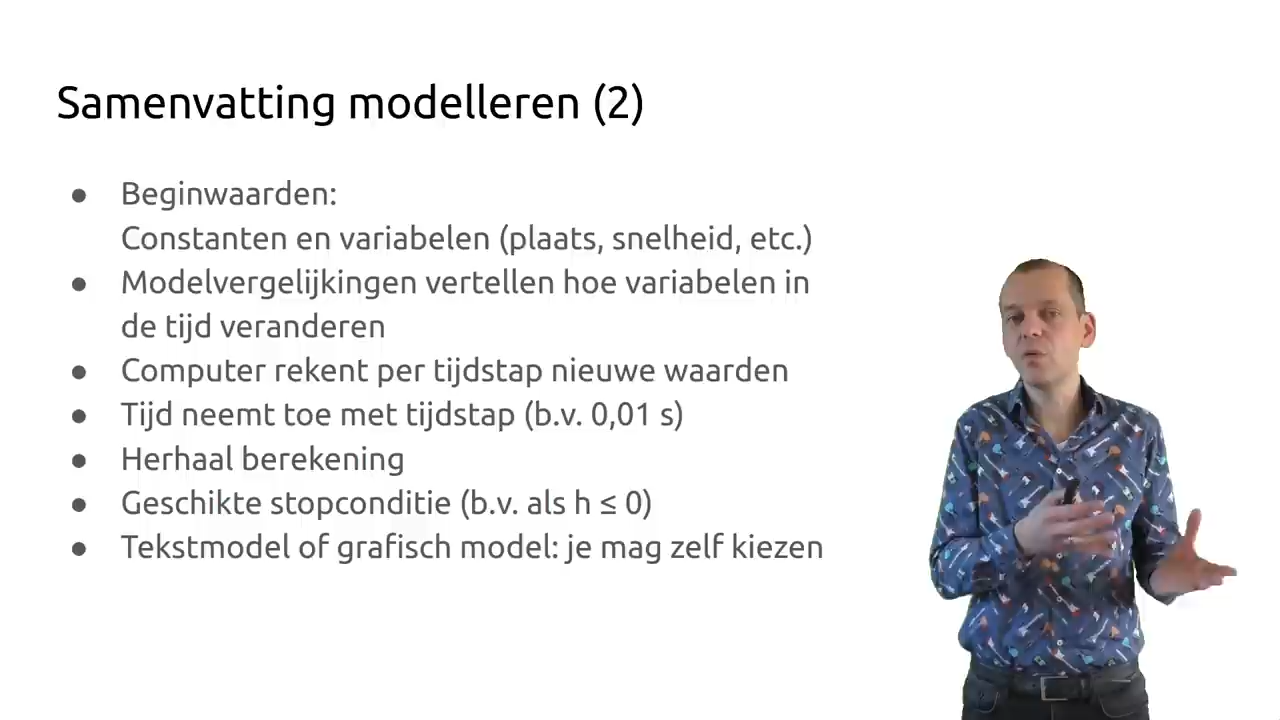 Samenvatting modelleren (2)
● Beginwaarden:
Constanten en variabelen (plaats, snelheid, etc.)
● Modelvergelijkingen vertellen hoe variabelen in
de tijd veranderen
● Computer rekent per tijdstap nieuwe waarden
● Tijd neemt toe met tijdstap (b.v. 0,01 s)
● Herhaal berekening
● Geschikte stopconditie (b.v. als h ≤ 0)
● Tekstmodel of grafisch model: je mag zelf kiezen